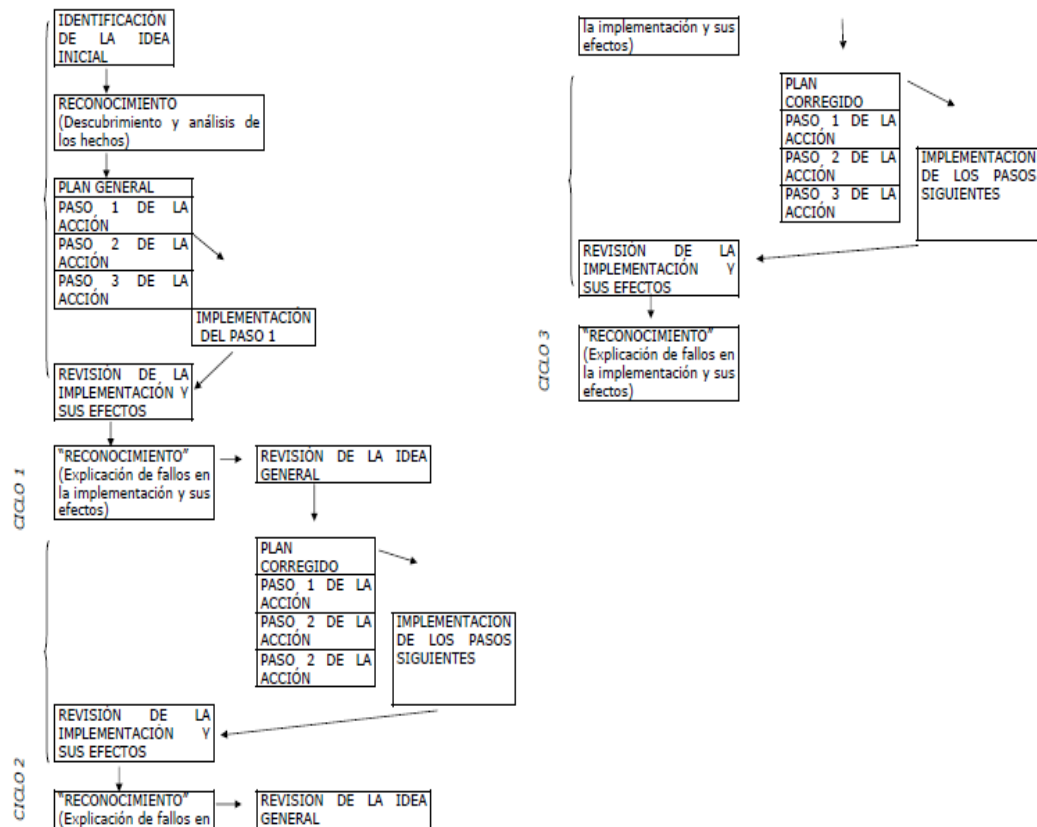 IDENTIFICACIÓN
DE LA IDEA
INICIAL
RECONOCIMIENTO
(Descubrimiento y análisis de
los hechos)
PLAN GENERAL
PASO 1 DE LA
ACCIÓN
PASO 2 DE LA
ACCIÓN
PASO 3 DE LA
ACCIÓN
IMPLEMENTACIÓN
DEL PASO 1
REVISIÓN DE LA
IMPLEMENTACIÓN Y
SUS EFECTOS
CICLO 1
"RECONOCIMIENTO"
(Explicación de fallos en
la implementación y sus
efectos)
REVISIÓN DE LA IDEA
GENERAL
PLAN
CORREGIDO
PASO 1 DE LA
ACCIÓN
PASO 2 DE LA
ACCIÓN
PASO 2 DE LA
ACCIÓN
IMPLEMENTACION
DE LOS PASOS
SIGUIENTES
REVISIÓN DE LA
IMPLEMENTACIÓN Y
SUS EFECTOS
CICLO 2
"RECONOCIMIENTO"
(Explicación de fallos en
REVISION DE LA IDEA
GENERAL
la implementación y sus
efectos)
PLAN
CORREGIDO
PASO 1 DE LA
ACCIÓN
PASO 2 DE LA
ACCIÓN
PASO 3 DE LA
ACCIÓN
IMPLEMENTACION
DE LOS PASOS
SIGUIENTES
REVISIÓN DE LA
IMPLEMENTACIÓN Y
SUS EFECTOS
CICLO 3
"RECONOCIMIENTO"
(Explicación de fallos en
la implementación y sus
efectos)